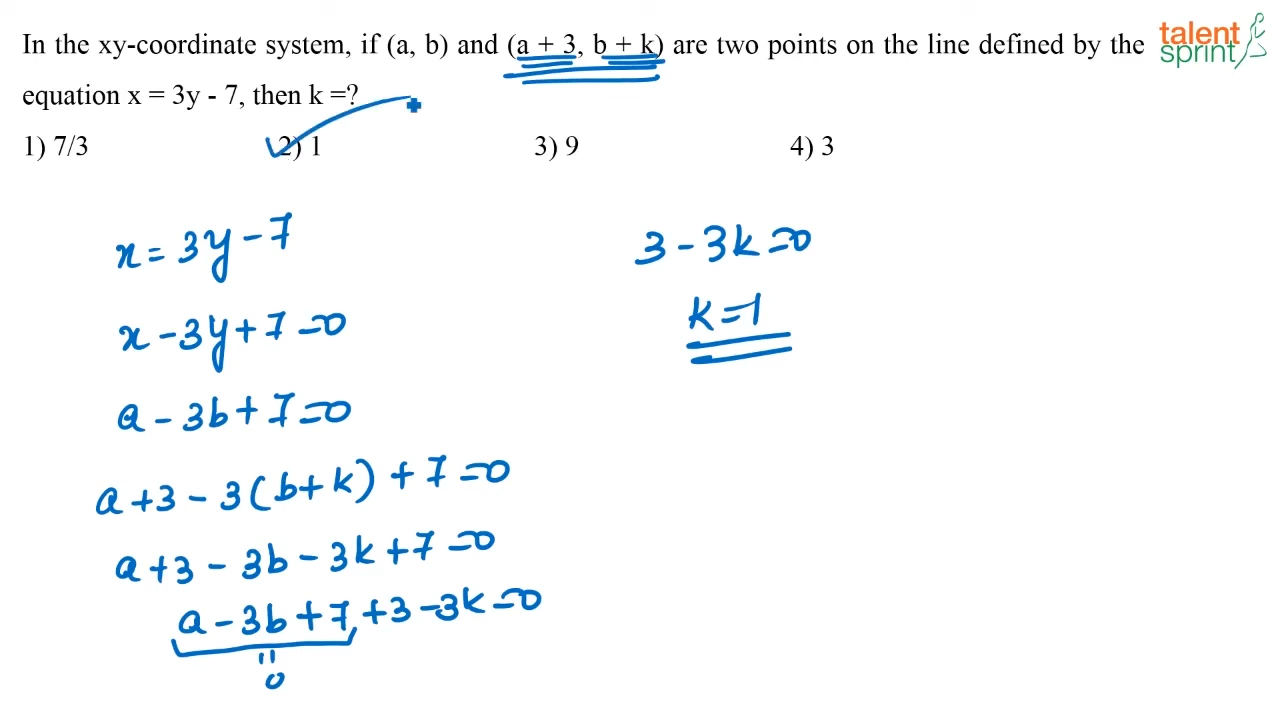 In the xy-coordinate system, if (a, b) and (a + 3, b + k) are two points on the line defined by the
talent
sprint
equation x = 3y - 7, then k =?
1) 7/3
2) 1
3) 9
4) 3
x = 3y - 7
x - 3y + 7 = 0
a - 3b + 7 = 0
a + 3 - 3(b + k) + 7 = 0
a + 3 - 3b - 3k + 7 = 0
a - 3b + 7 + 3 - 3k = 0
=
0
3 - 3k = 0
k = 1